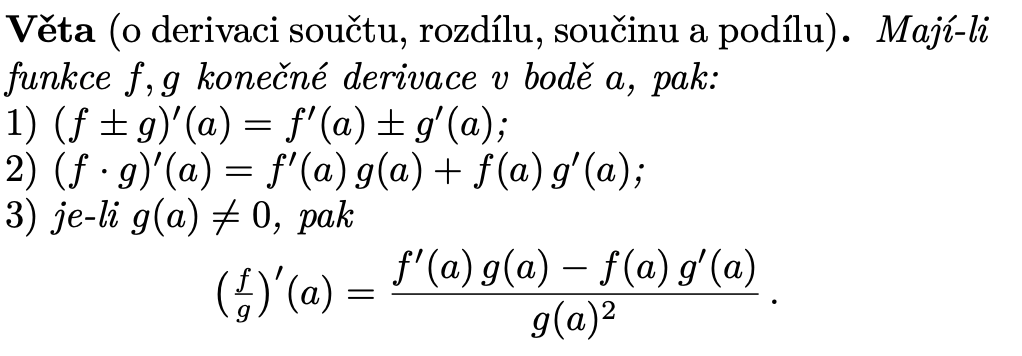 Věta (o derivaci součtu, rozdílu, součinu a podílu). Mají-li
funkce f, g konečné derivace v bodě a, pak:
1) (f ± g)′(a) = f′(a) ± g′(a);
2) (f · g)′(a) = f′(a) g(a) + f(a) g′(a);
3) je-li g(a) ≠ 0, pak
(f/g)′(a) = (f′(a) g(a) − f(a) g′(a))/g(a)².